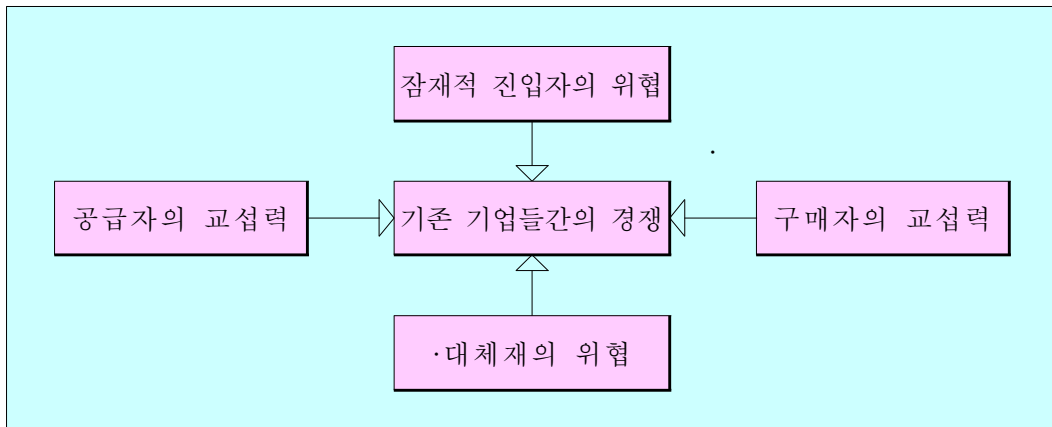 잠재적 진입자의 위협
공급자의 교섭력
기존 기업들간의 경쟁
구매자의 교섭력
·대체재의 위협